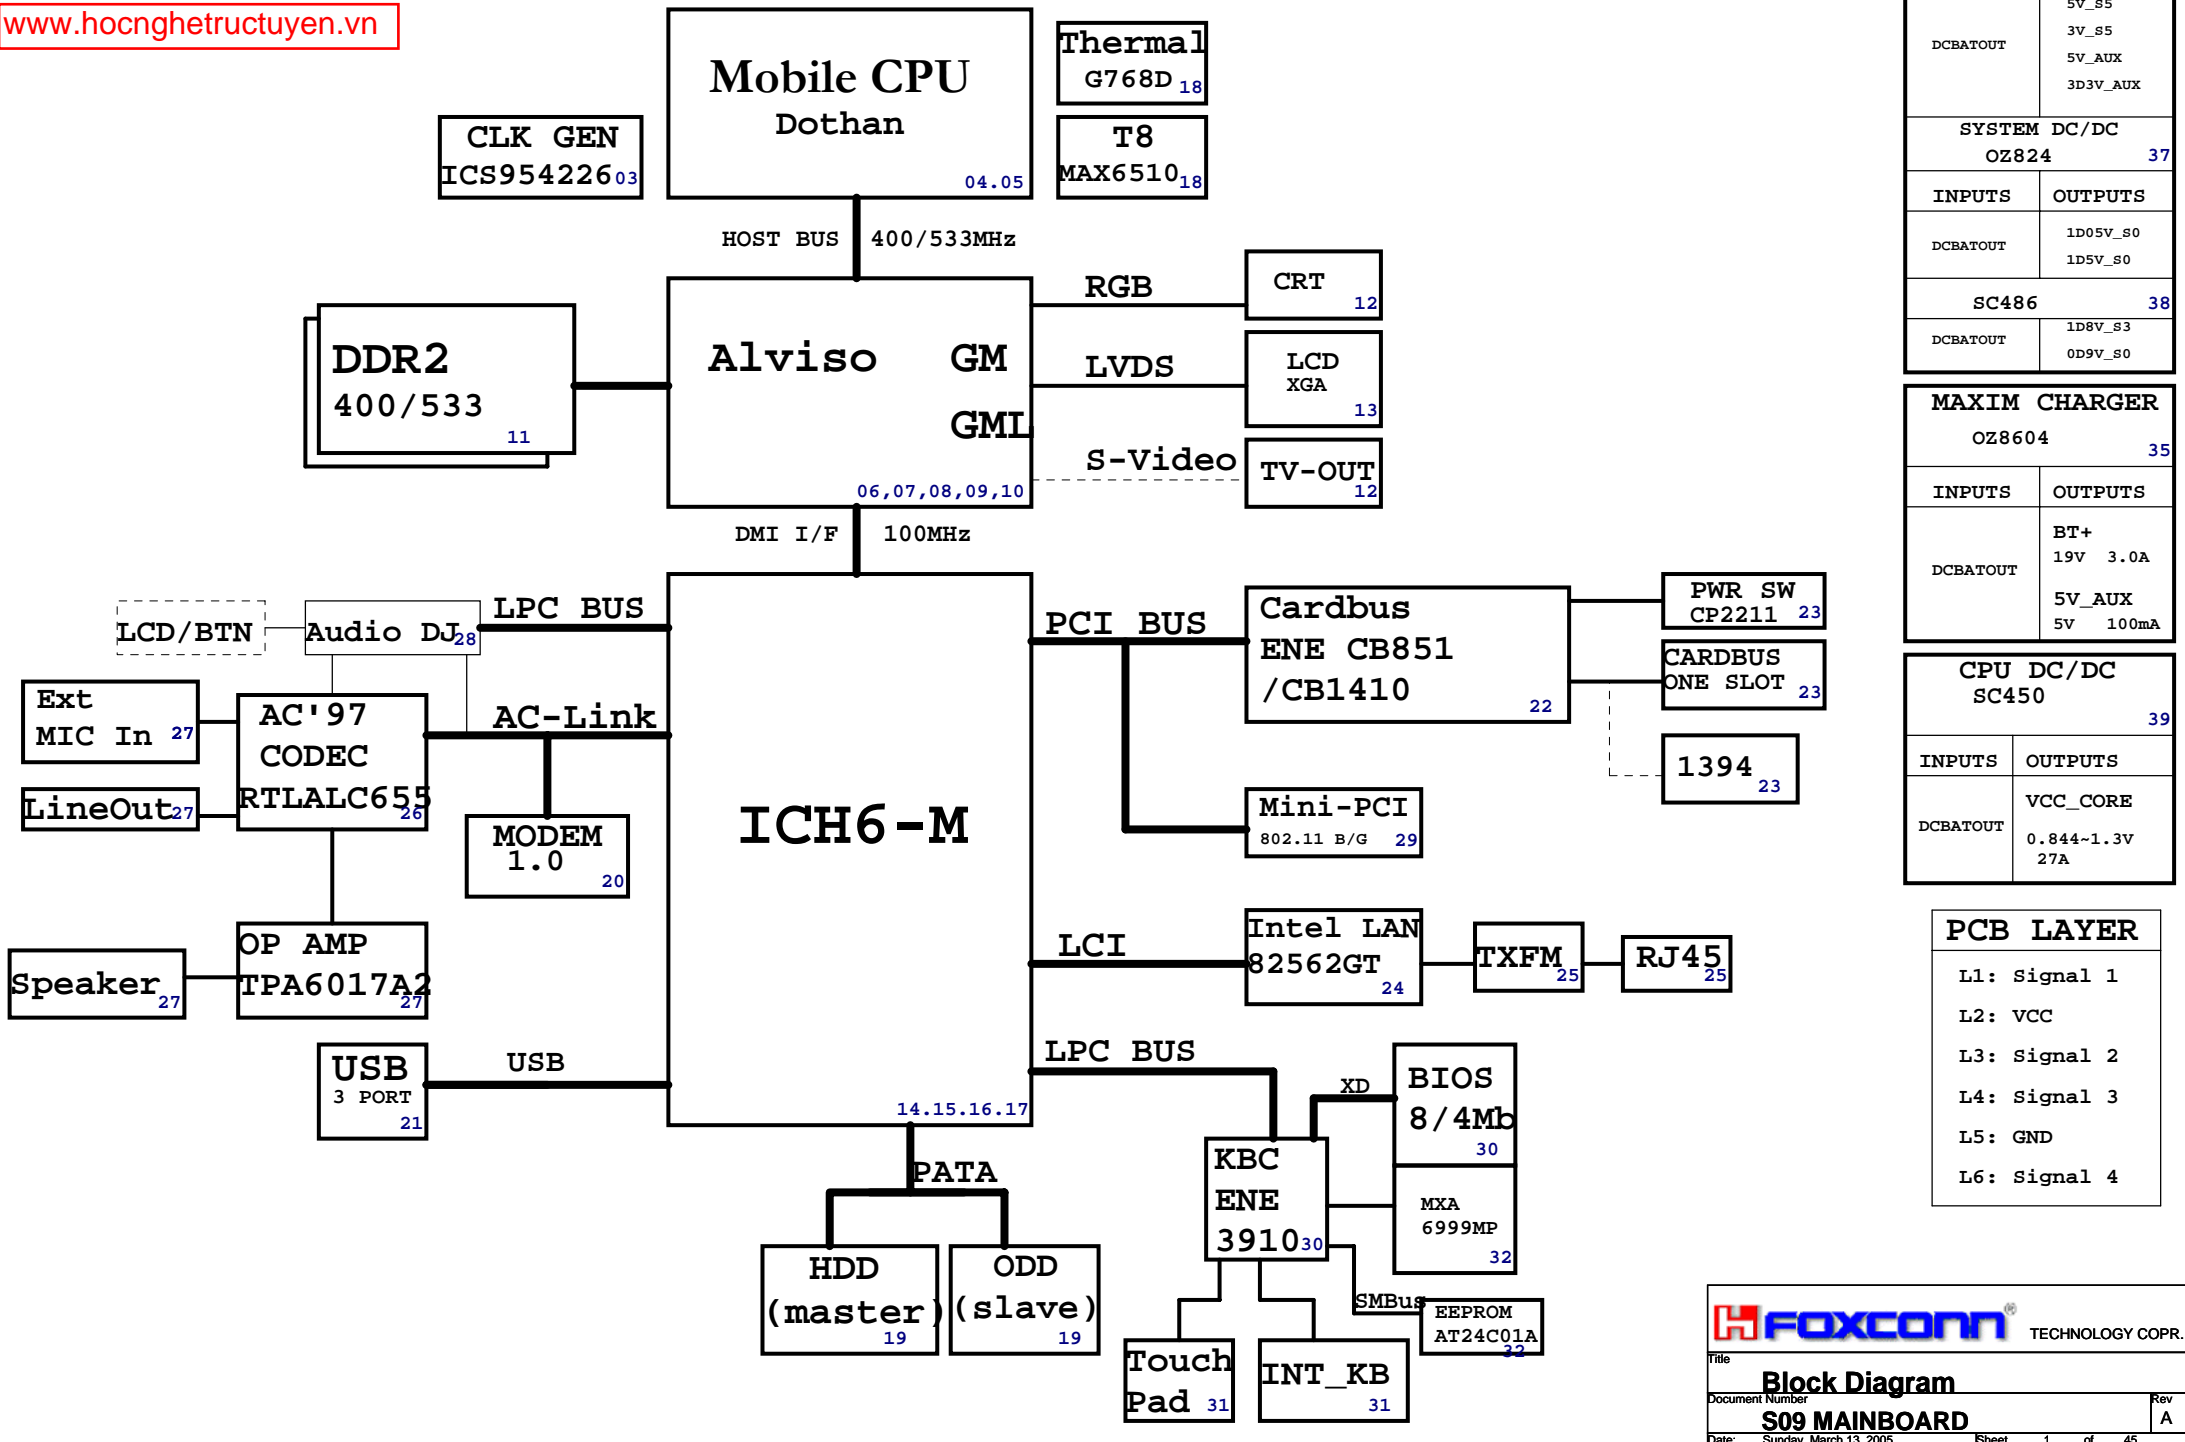 www.hocnghetructuyen.vn
Mobile CPU
Dothan
04.05
Thermal
G768D 18
T8
MAX6510 18
CLK GEN
ICS954226 03
HOST BUS 400/533MHz
DDR2
400/533
11
Alviso GM
GML
06,07,08,09,10
RGB
CRT
12
LVDS
LCD
XGA
13
S-Video
TV-OUT
12
DMI I/F 100MHz
ICH6-M
14.15.16.17
LCD/BTN
Audio DJ 28
LPC BUS
Ext
MIC In 27
LineOut 27
AC'97
CODEC
RTLALC655
26
AC-Link
MODEM
1.0
20
OP AMP
TPA6017A2
27
Speaker 27
USB
3 PORT
21
USB
PATA
HDD
(master)
19
ODD
(slave)
19
PCI BUS
Cardbus
ENE CB851
/CB1410
22
PWR SW
CP2211 23
CARDBUS
ONE SLOT 23
1394 23
Mini-PCI
802.11 B/G 29
LCI
Intel LAN
82562GT
24
TXFM
25
RJ45
25
LPC BUS
XD
BIOS
8/4Mb
30
KBC
ENE
3910 30
MXA
6999MP
32
SMBus
EEPROM
AT24C01A
32
Touch
Pad 31
INT_KB
31
DCBATOUT
5V_S5
3V_S5
5V_AUX
3D3V_AUX
SYSTEM DC/DC
OZ824 37
INPUTS OUTPUTS
DCBATOUT
1D05V_S0
1D5V_S0
SC486 38
DCBATOUT
1D8V_S3
0D9V_S0
MAXIM CHARGER
OZ8604
35
INPUTS OUTPUTS
DCBATOUT
BT+
19V 3.0A
5V_AUX
5V 100mA
CPU DC/DC
SC450
39
INPUTS OUTPUTS
DCBATOUT
VCC_CORE
0.844~1.3V
27A
PCB LAYER
L1: Signal 1
L2: VCC
L3: Signal 2
L4: Signal 3
L5: GND
L6: Signal 4
FOXCONN® TECHNOLOGY COPR.
Title
Block Diagram
Document Number Rev
S09 MAINBOARD A
Date: Sunday, March 13, 2005 Sheet 1 of 45